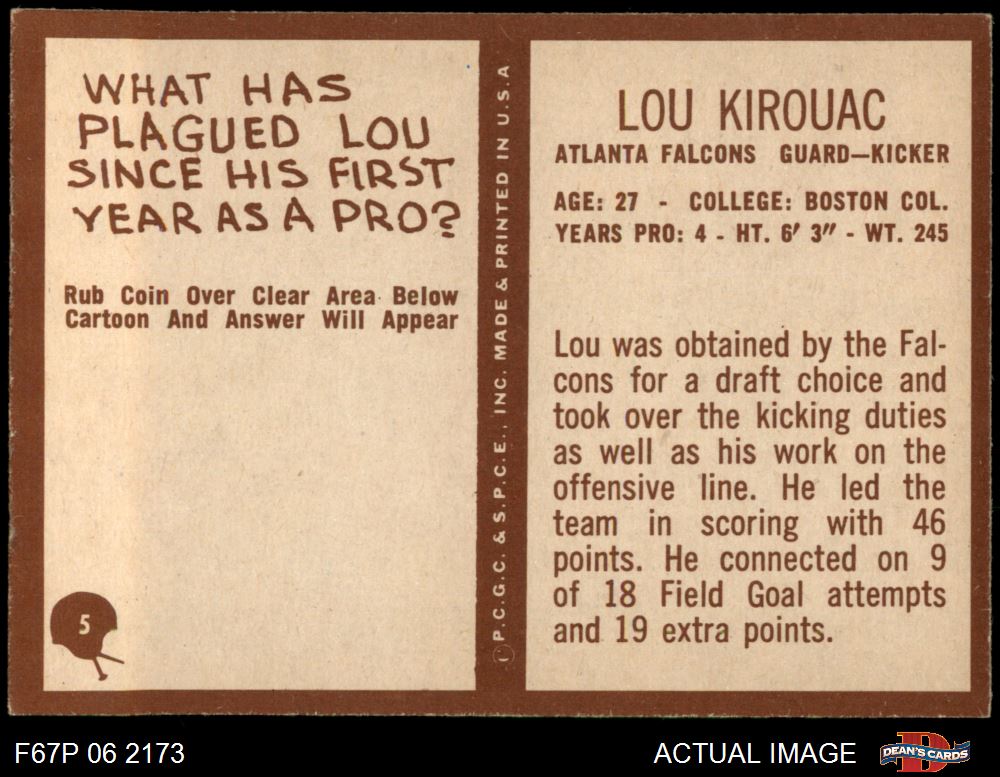 WHAT HAS
PLAGUED LOU
SINCE HIS FIRST
YEAR AS A PRO?
Rub Coin Over Clear Area Below
Cartoon And Answer Will Appear
5
© P.C.G.C. & S.P.C.E., INC. MADE & PRINTED IN U.S.A
LOU KIROUAC
ATLANTA FALCONS GUARD—KICKER
AGE: 27 - COLLEGE: BOSTON COL.
YEARS PRO: 4 - HT. 6' 3" - WT. 245
Lou was obtained by the Fal-
cons for a draft choice and
took over the kicking duties
as well as his work on the
offensive line. He led the
team in scoring with 46
points. He connected on 9
of 18 Field Goal attempts
and 19 extra points.
F67P 06 2173
ACTUAL IMAGE
D
DEAN'S CARDS